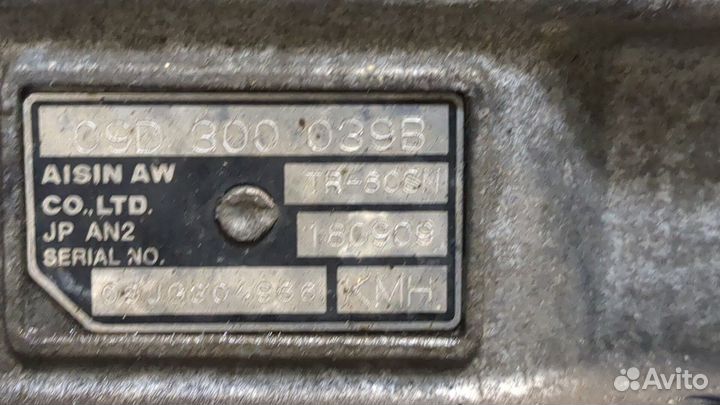 09D 300 039B
AISIN AW
CO.,LTD.
JP AN2
SERIAL NO.
TR-60SN
180909
KMH
Avito